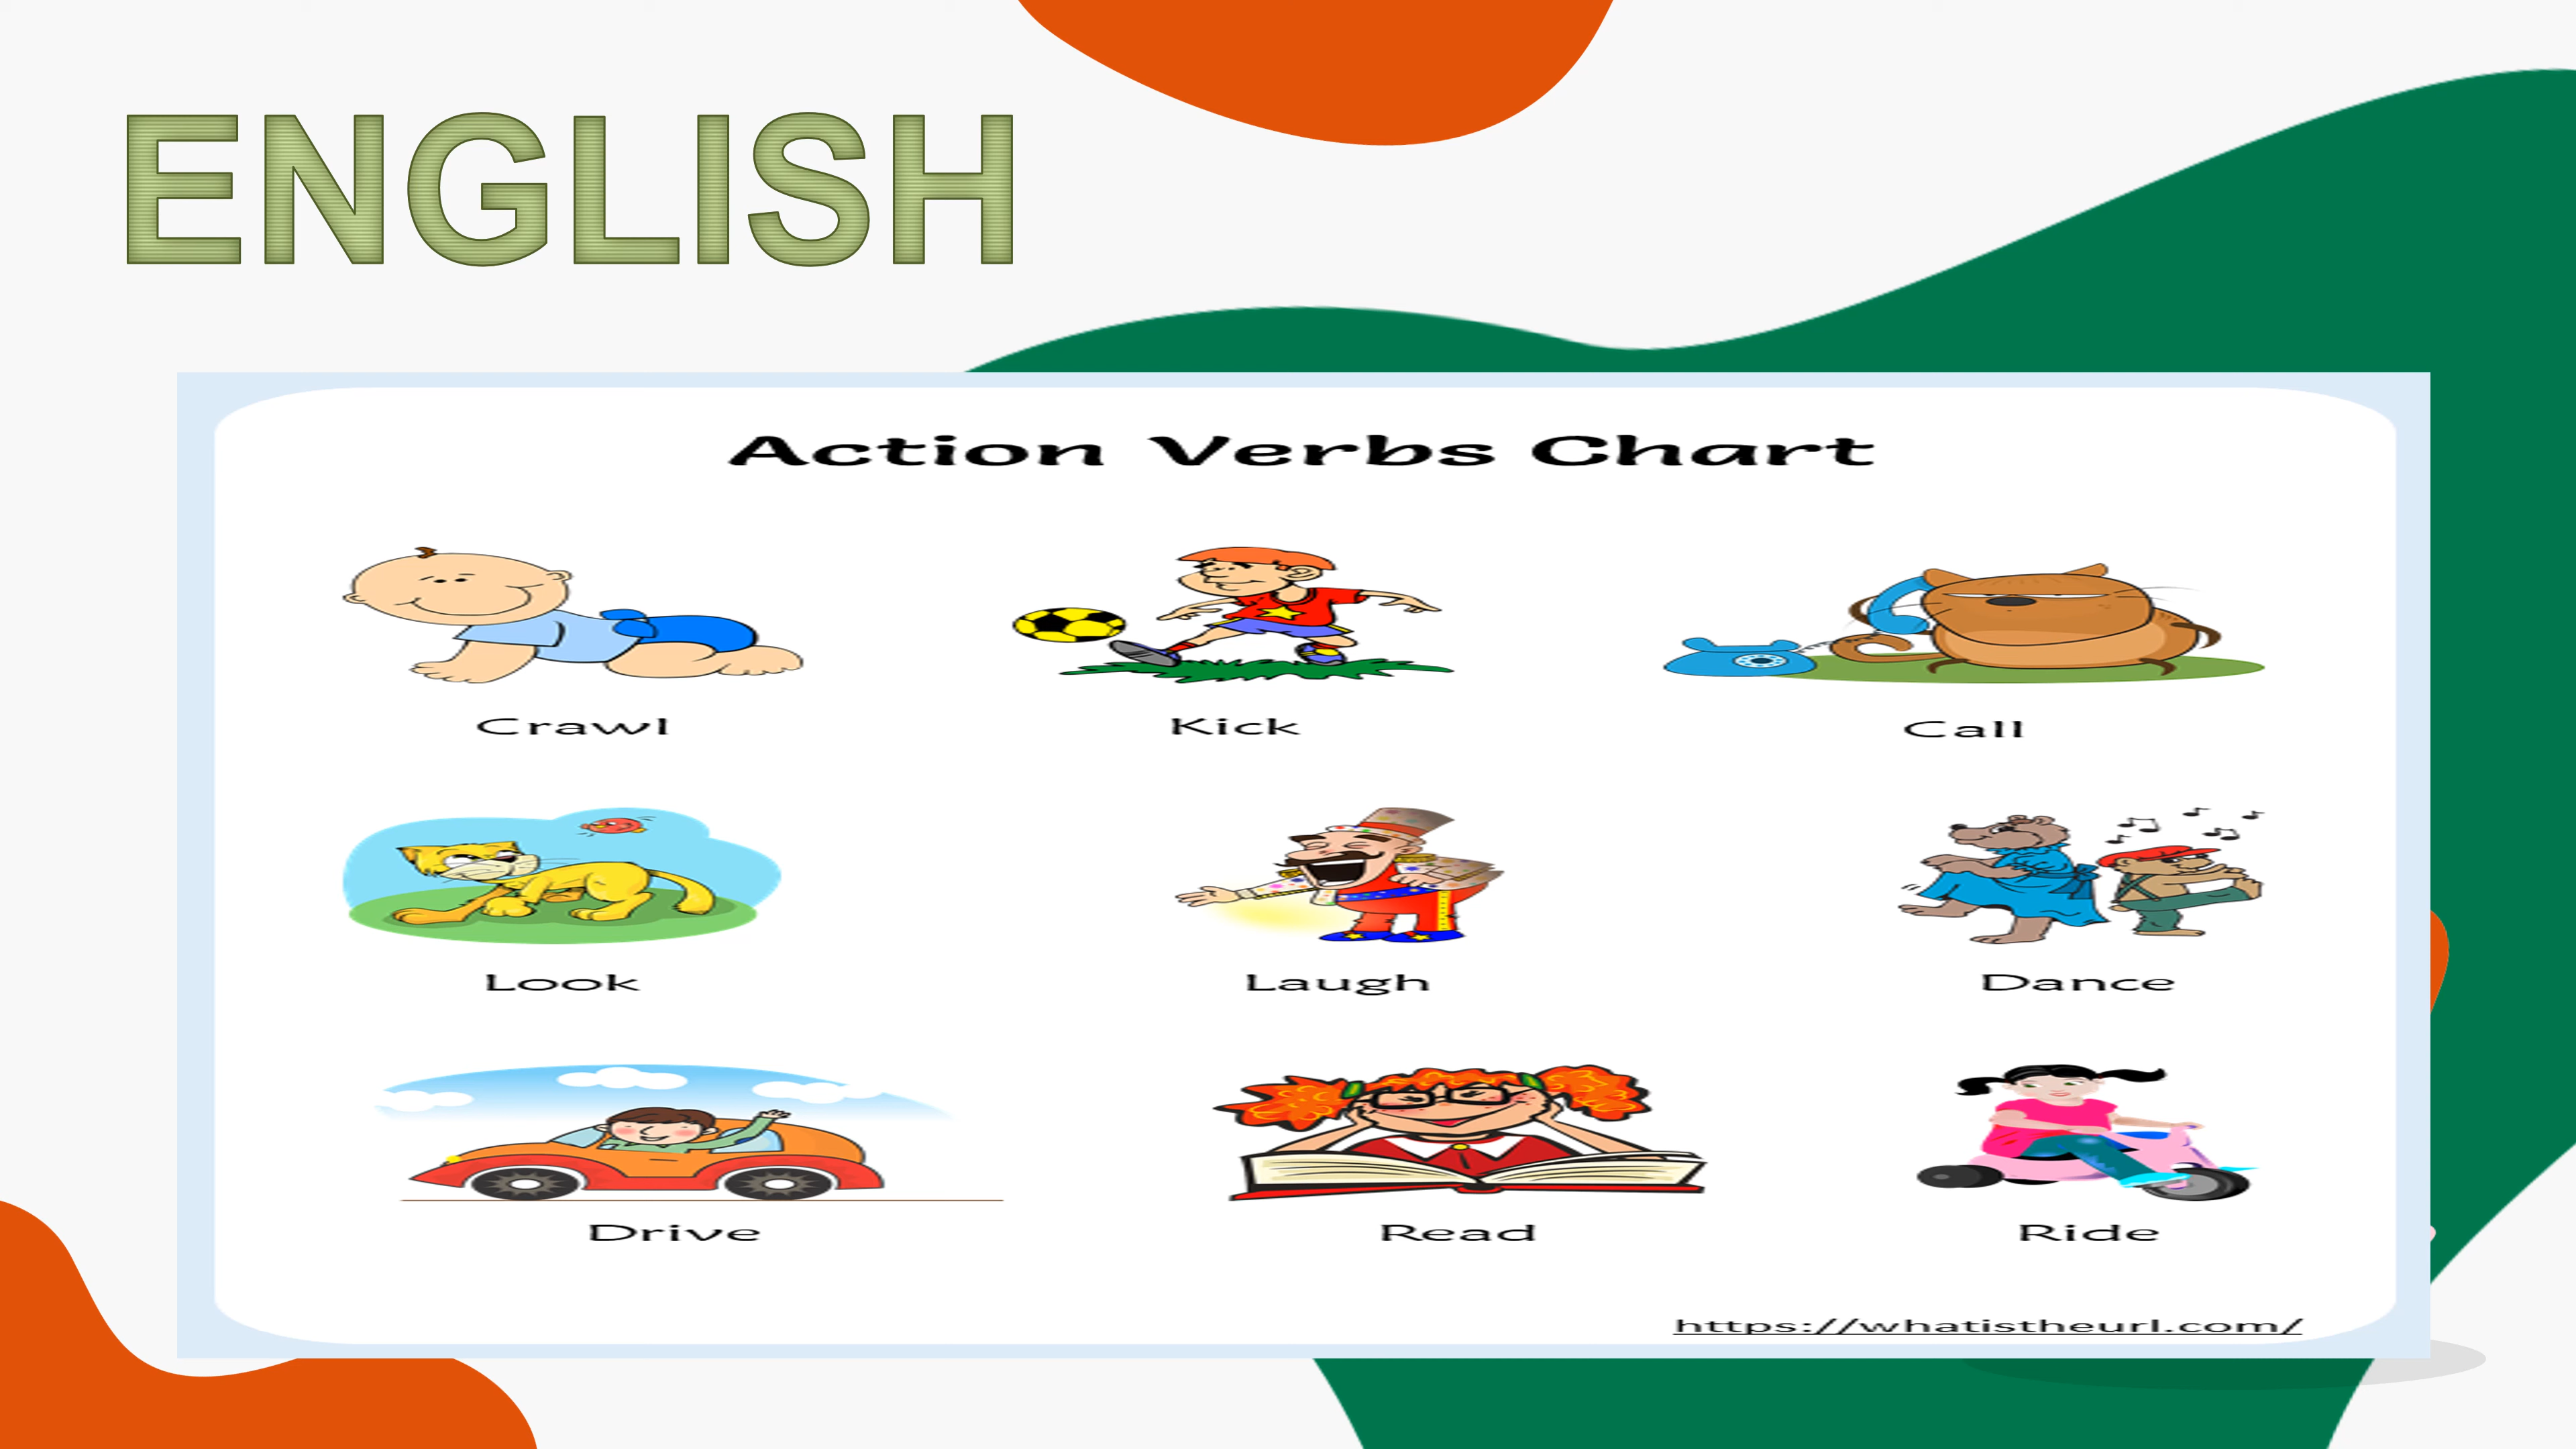 ENGLISH
Action Verbs Chart
Crawl
Kick
Call
Look
Laugh
Dance
Drive
Read
Ride
https://whatistheurl.com/